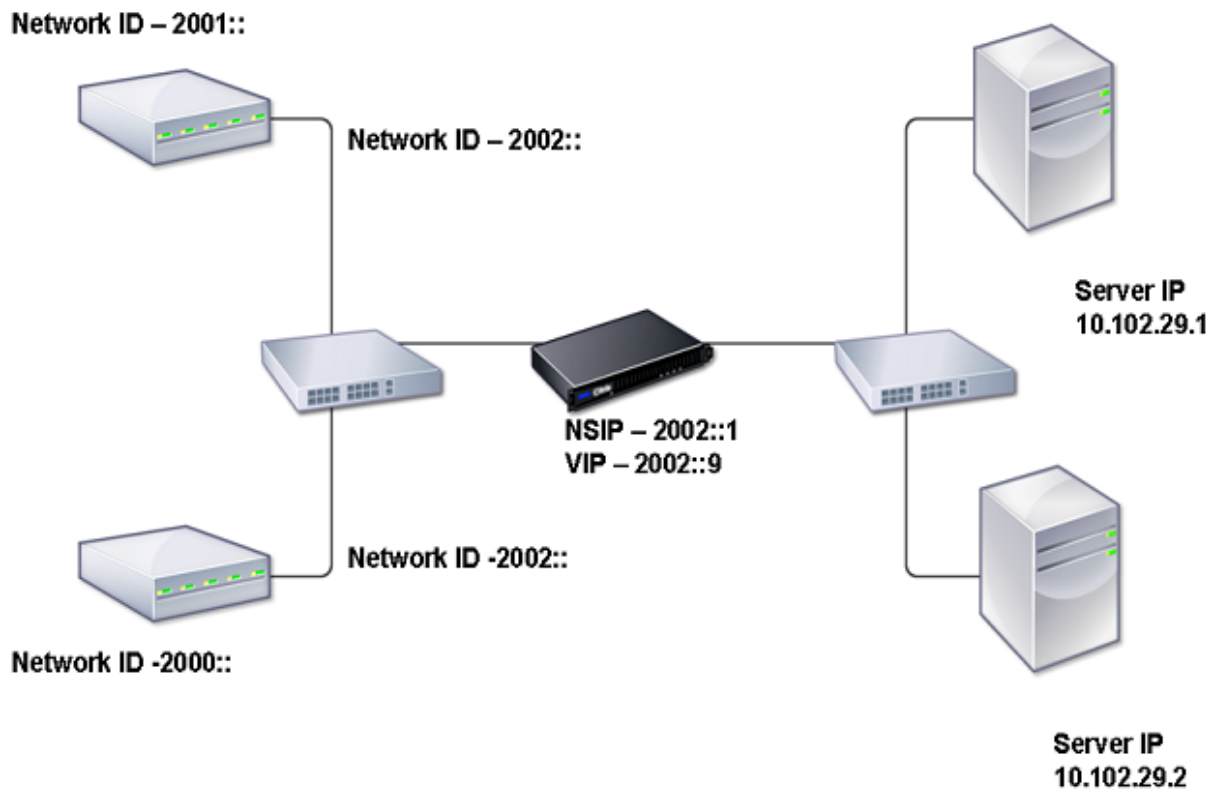 Network ID – 2001::
Network ID – 2002::
Server IP
10.102.29.1
NSIP – 2002::1
VIP – 2002::9
Network ID -2002::
Network ID -2000::
Server IP
10.102.29.2